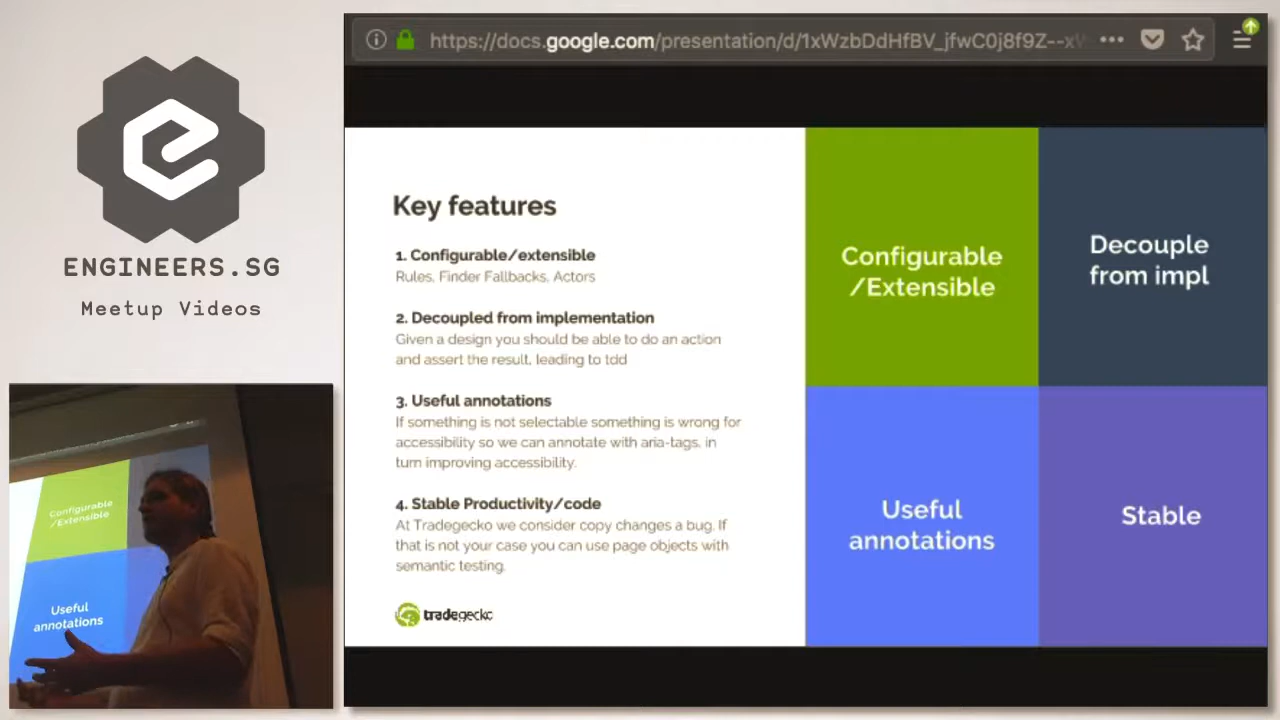 ENGINEERS.SG
Meetup Videos
Configurable
/Extensible
Useful
annotations
https://docs.google.com/presentation/d/1xWzbDdHfBV_jfwC0j8f9Z--xW
Key features
1. Configurable/extensible
Rules, Finder Fallbacks, Actors
2. Decoupled from implementation
Given a design you should be able to do an action
and assert the result, leading to tdd
3. Useful annotations
If something is not selectable something is wrong for
accessibility so we can annotate with aria-tags, in
turn improving accessibility.
4. Stable Productivity/code
At Tradegecko we consider copy changes a bug. If
that is not your case you can use page objects with
semantic testing.
tradegecko
Configurable
/Extensible
Decouple
from impl
Useful
annotations
Stable